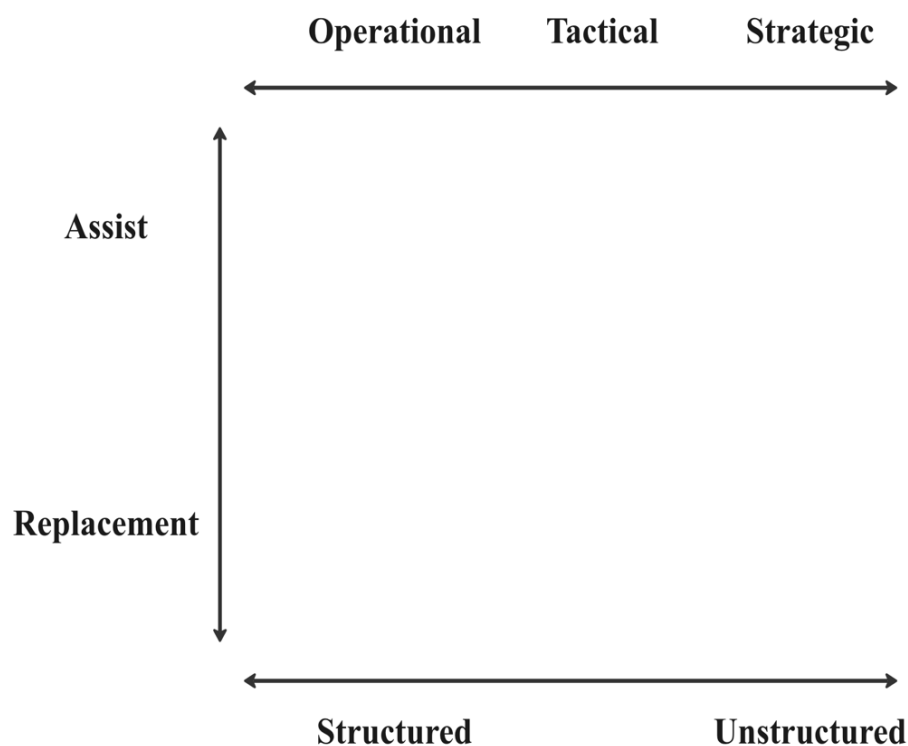 Operational Tactical Strategic
Assist
Replacement
Structured Unstructured